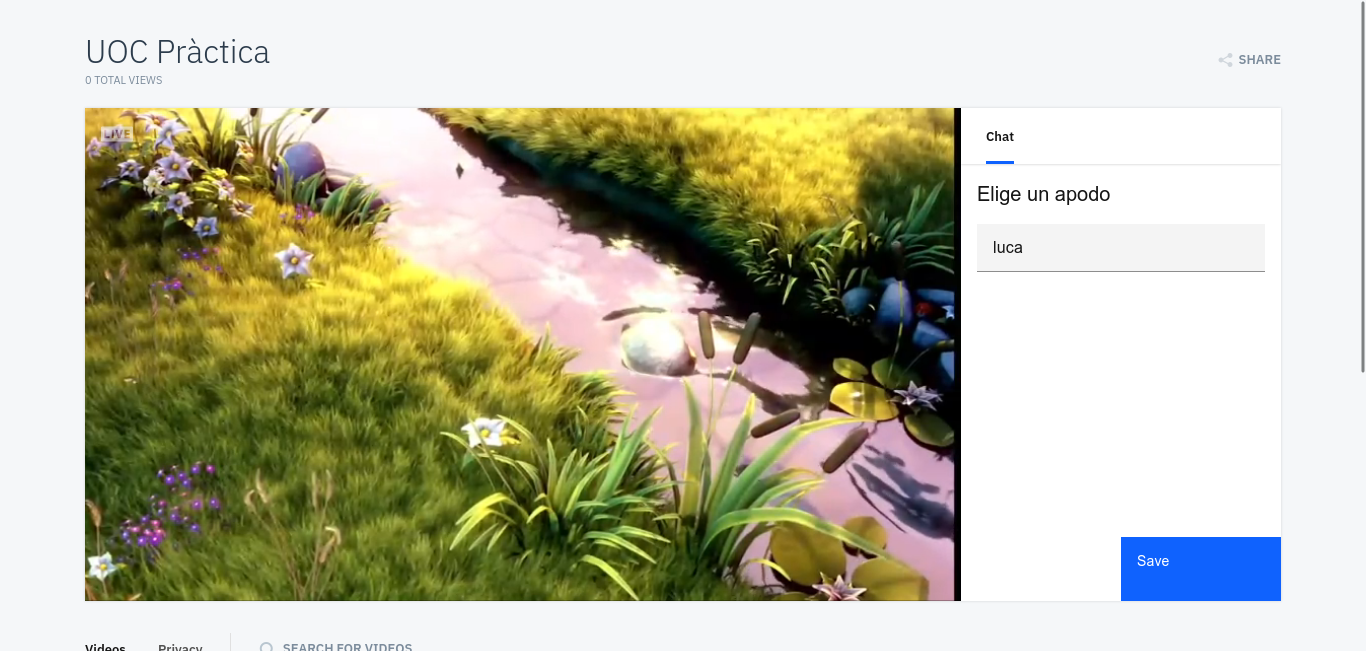 UOC Pràctica
0 TOTAL VIEWS
SHARE
LIVE
Chat
Elige un apodo
luca
Save
Videos
Privacy
SEARCH FOR VIDEOS